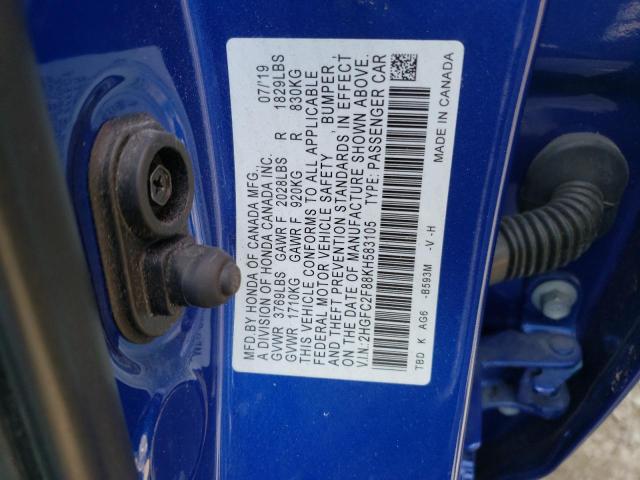 MFD BY HONDA OF CANADA MFG. 07/19
A DIVISION OF HONDA CANADA INC.
GVWR 3769LBS GAWR F 2028LBS R 1829LBS
GVWR 1710KG GAWR F 920KG R 830KG
THIS VEHICLE CONFORMS TO ALL APPLICABLE
FEDERAL MOTOR VEHICLE SAFETY, BUMPER,
AND THEFT PREVENTION STANDARDS IN EFFECT
ON THE DATE OF MANUFACTURE SHOWN ABOVE.
V.I.N:2HGFC2F88KH583105 TYPE: PASSENGER CAR
TBD K AG6 -B593M -V-H MADE IN CANADA